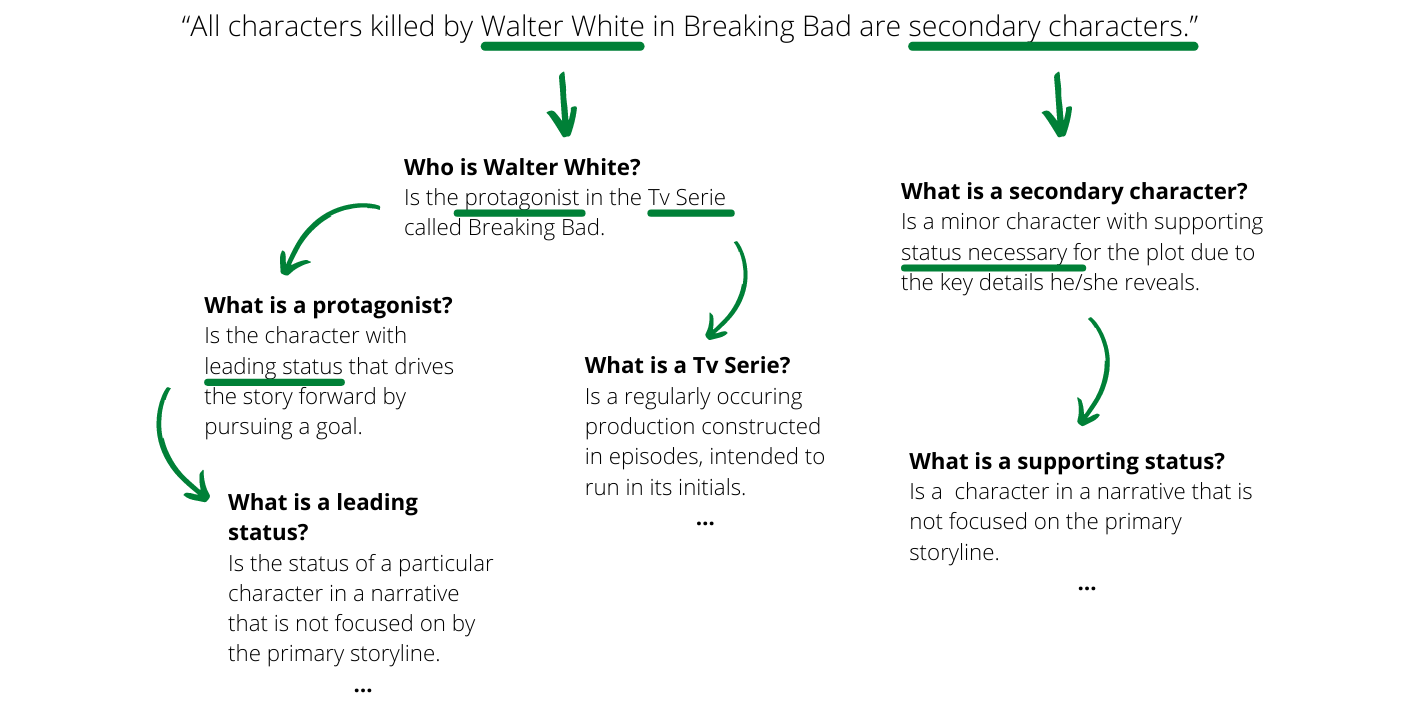 “All characters killed by Walter White in Breaking Bad are secondary characters.”
Who is Walter White?
Is the protagonist in the Tv Serie
called Breaking Bad.
What is a protagonist?
Is the character with
leading status that drives
the story forward by
pursuing a goal.
What is a leading
status?
Is the status of a particular
character in a narrative
that is not focused on by
the primary storyline.
...
What is a Tv Serie?
Is a regularly occuring
production constructed
in episodes, intended to
run in its initials.
...
What is a secondary character?
Is a minor character with supporting
status necessary for the plot due to
the key details he/she reveals.
What is a supporting status?
Is a  character in a narrative that is
not focused on the primary
storyline.
...